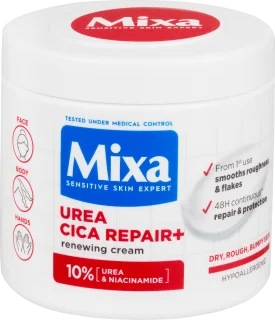 TESTED UNDER MEDICAL CONTROL
Mixa
SENSITIVE SKIN EXPERT
UREA
CICA REPAIR+
renewing cream
10% [UREA
& NIACINAMIDE]
FACE
BODY
HANDS
From 1st use
smooths roughness
& flakes
48H continuous
repair & protection
DRY, ROUGH, BUMPY SKIN
HYPOALLERGENIC